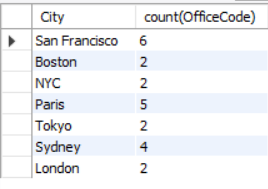 City count(OfficeCode)
San Francisco 6
Boston 2
NYC 2
Paris 5
Tokyo 2
Sydney 4
London 2